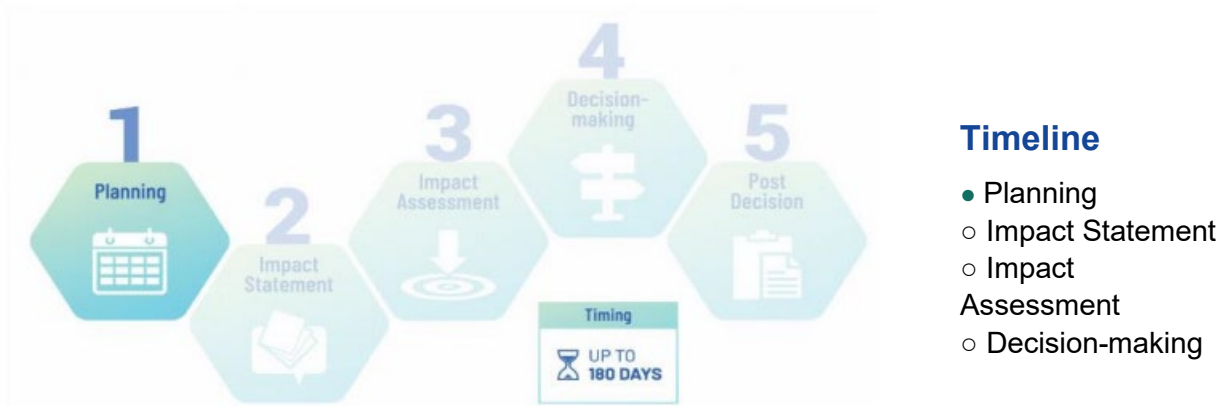 1
Planning
2
Impact
Statement
3
Impact
Assessment
4
Decision-
making
5
Post
Decision
Timing
UP TO
180 DAYS
Timeline
● Planning
○ Impact Statement
○ Impact
Assessment
○ Decision-making